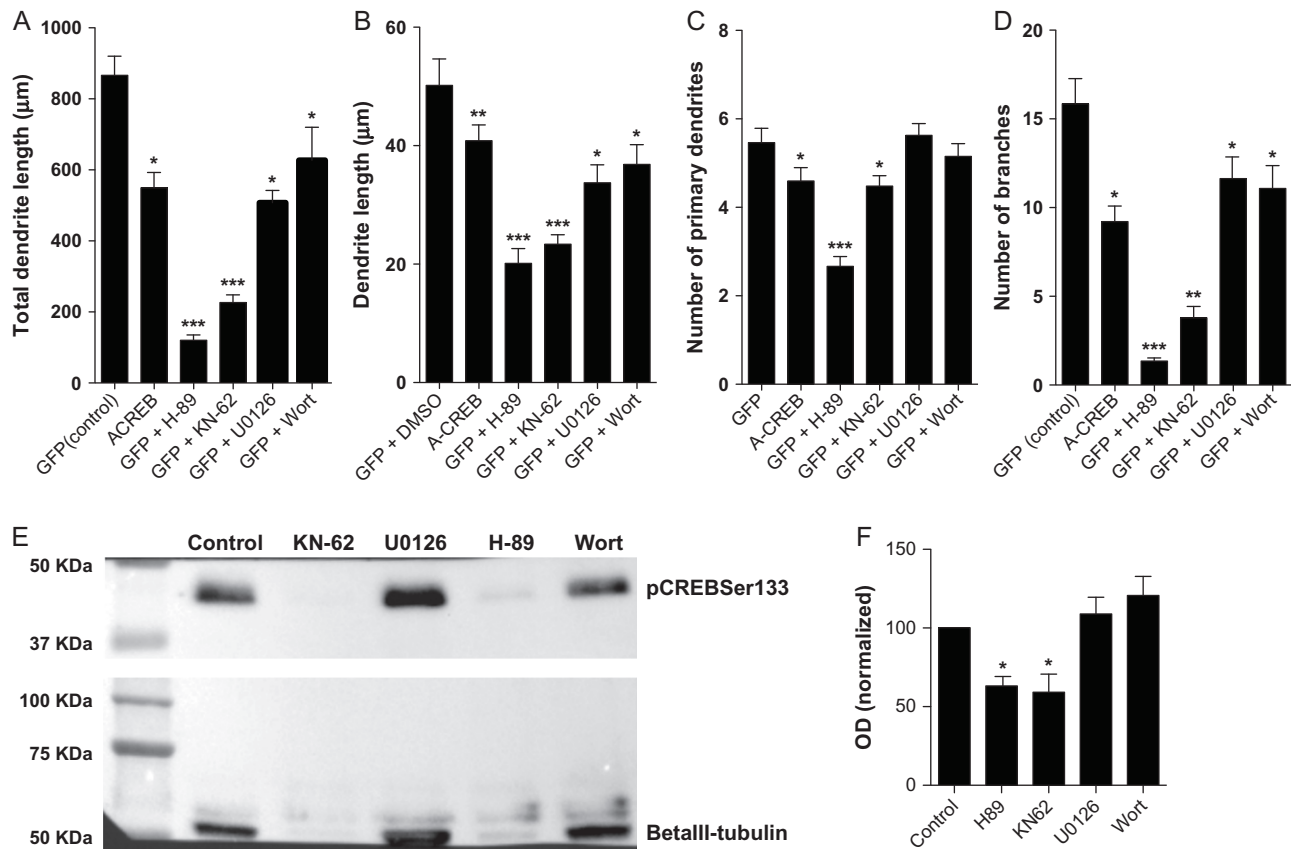 A
Total dendrite length (μm)
1000
800
600
400
200
0
*
***
***
*
*
GFP(control)
ACREB
GFP + H-89
GFP + KN-62
GFP + U0126
GFP + Wort
B
Dendrite length (μm)
60
40
20
0
**
***
***
*
*
GFP + DMSO
A-CREB
GFP + H-89
GFP + KN-62
GFP + U0126
GFP + Wort
C
Number of primary dendrites
8
6
4
2
0
*
***
*
GFP
A-CREB
GFP + H-89
GFP + KN-62
GFP + U0126
GFP + Wort
D
Number of branches
20
15
10
5
0
*
***
**
*
*
GFP (control)
A-CREB
GFP + H-89
GFP + KN-62
GFP + U0126
GFP + Wort
E
Control KN-62 U0126 H-89 Wort
50 KDa
pCREBSer133
37 KDa
100 KDa
75 KDa
50 KDa
BetaIII-tubulin
F
OD (normalized)
150
100
50
0
*
*
Control
H89
KN62
U0126
Wort